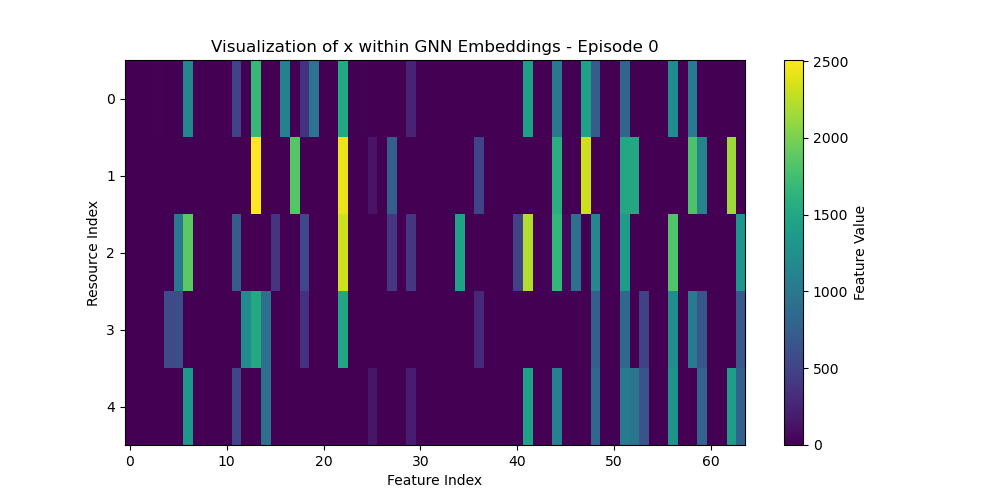 Visualization of x within GNN Embeddings - Episode 0
Resource Index
0
1
2
3
4
0 10 20 30 40 50 60
Feature Index
2500
2000
1500
1000
500
0
Feature Value